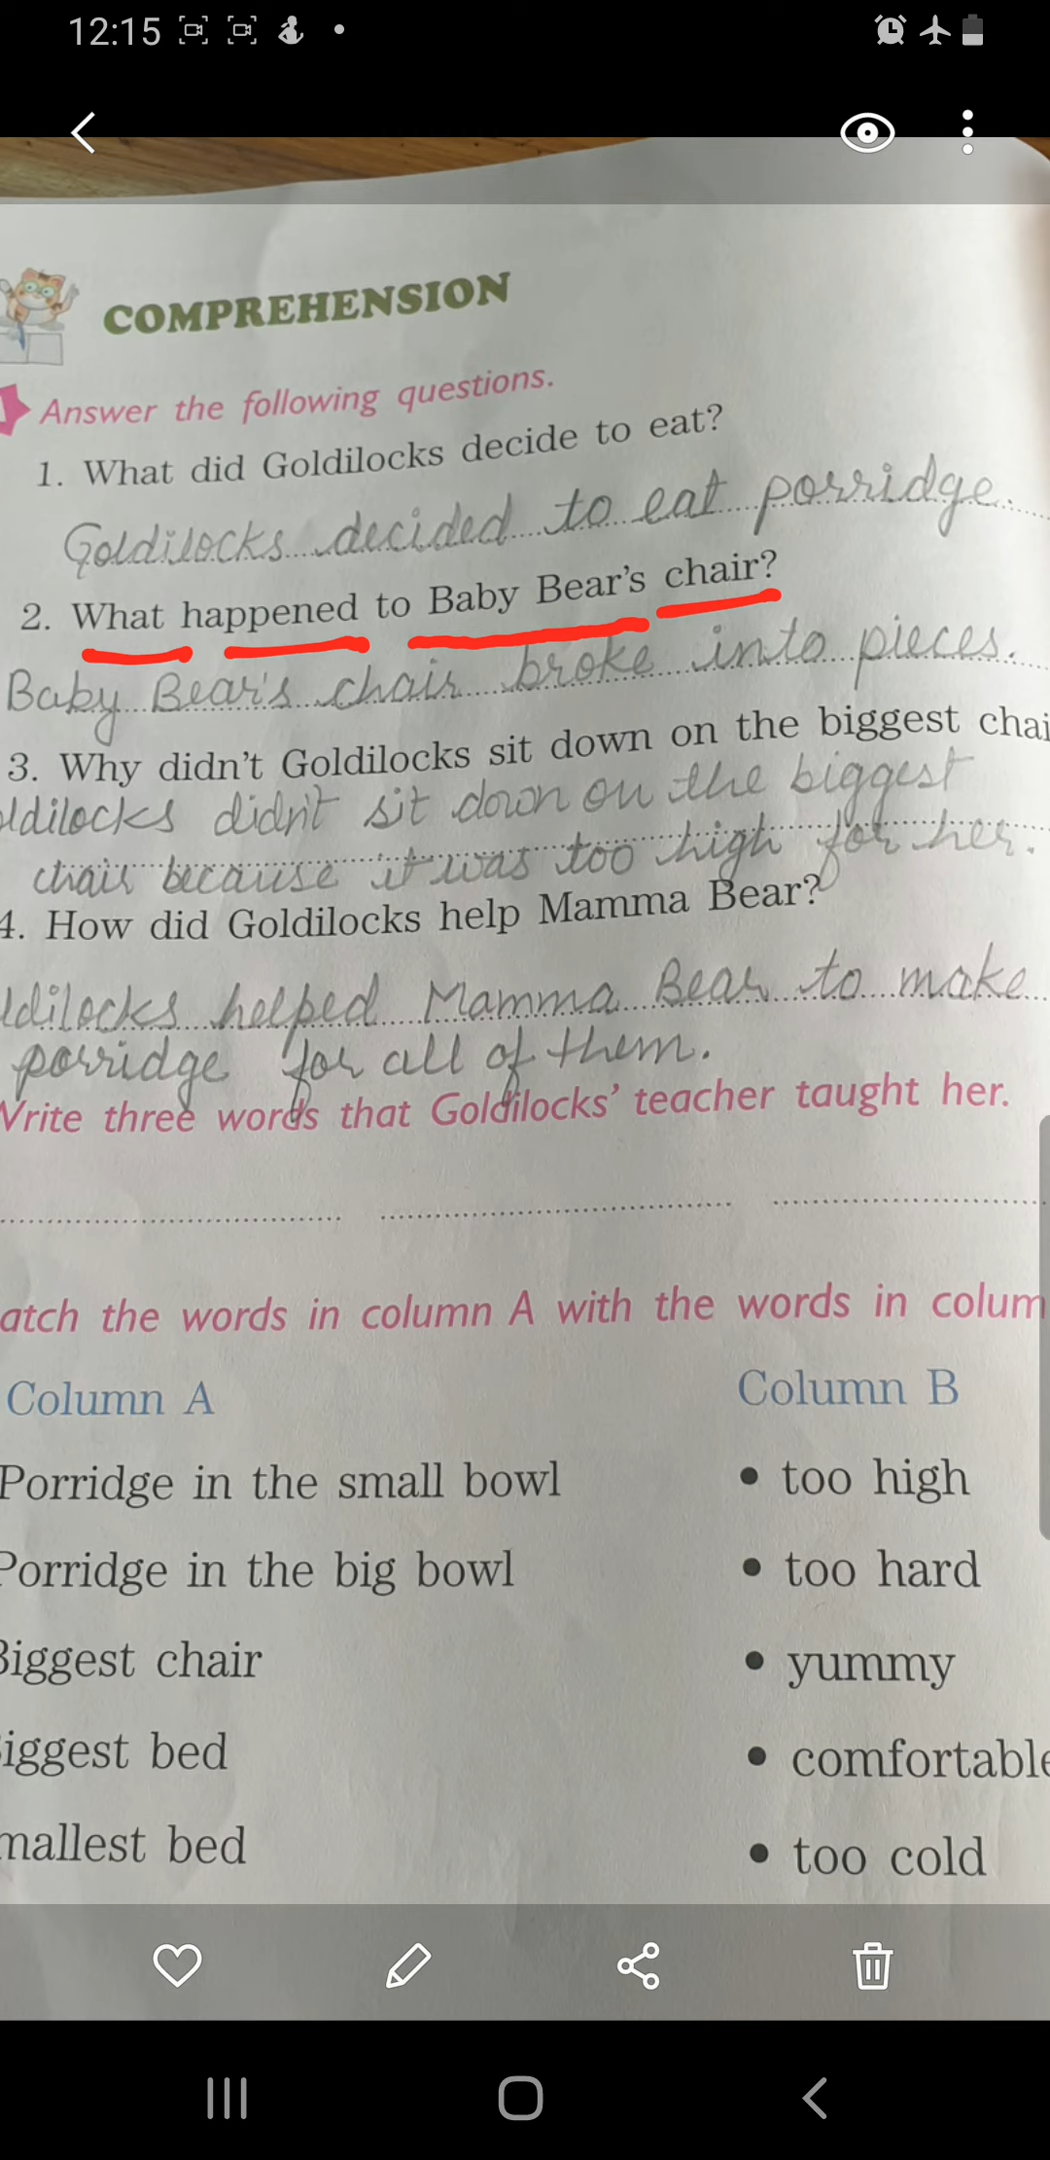 12:15
COMPREHENSION
Answer the following questions.
1. What did Goldilocks decide to eat?
Goldilocks decided to eat porridge.
2. What happened to Baby Bear's chair?
Baby Bear's chair broke into pieces.
3. Why didn't Goldilocks sit down on the biggest chai
ldilocks didn't sit down on the biggest
chair because it was too high for her.
4. How did Goldilocks help Mamma Bear?
ldilocks helped Mamma Bear to make
porridge for all of them.
Write three words that Goldilocks' teacher taught her.
atch the words in column A with the words in colum
Column A
Column B
Porridge in the small bowl
• too high
Porridge in the big bowl
• too hard
Biggest chair
• yummy
iggest bed
• comfortable
mallest bed
• too cold